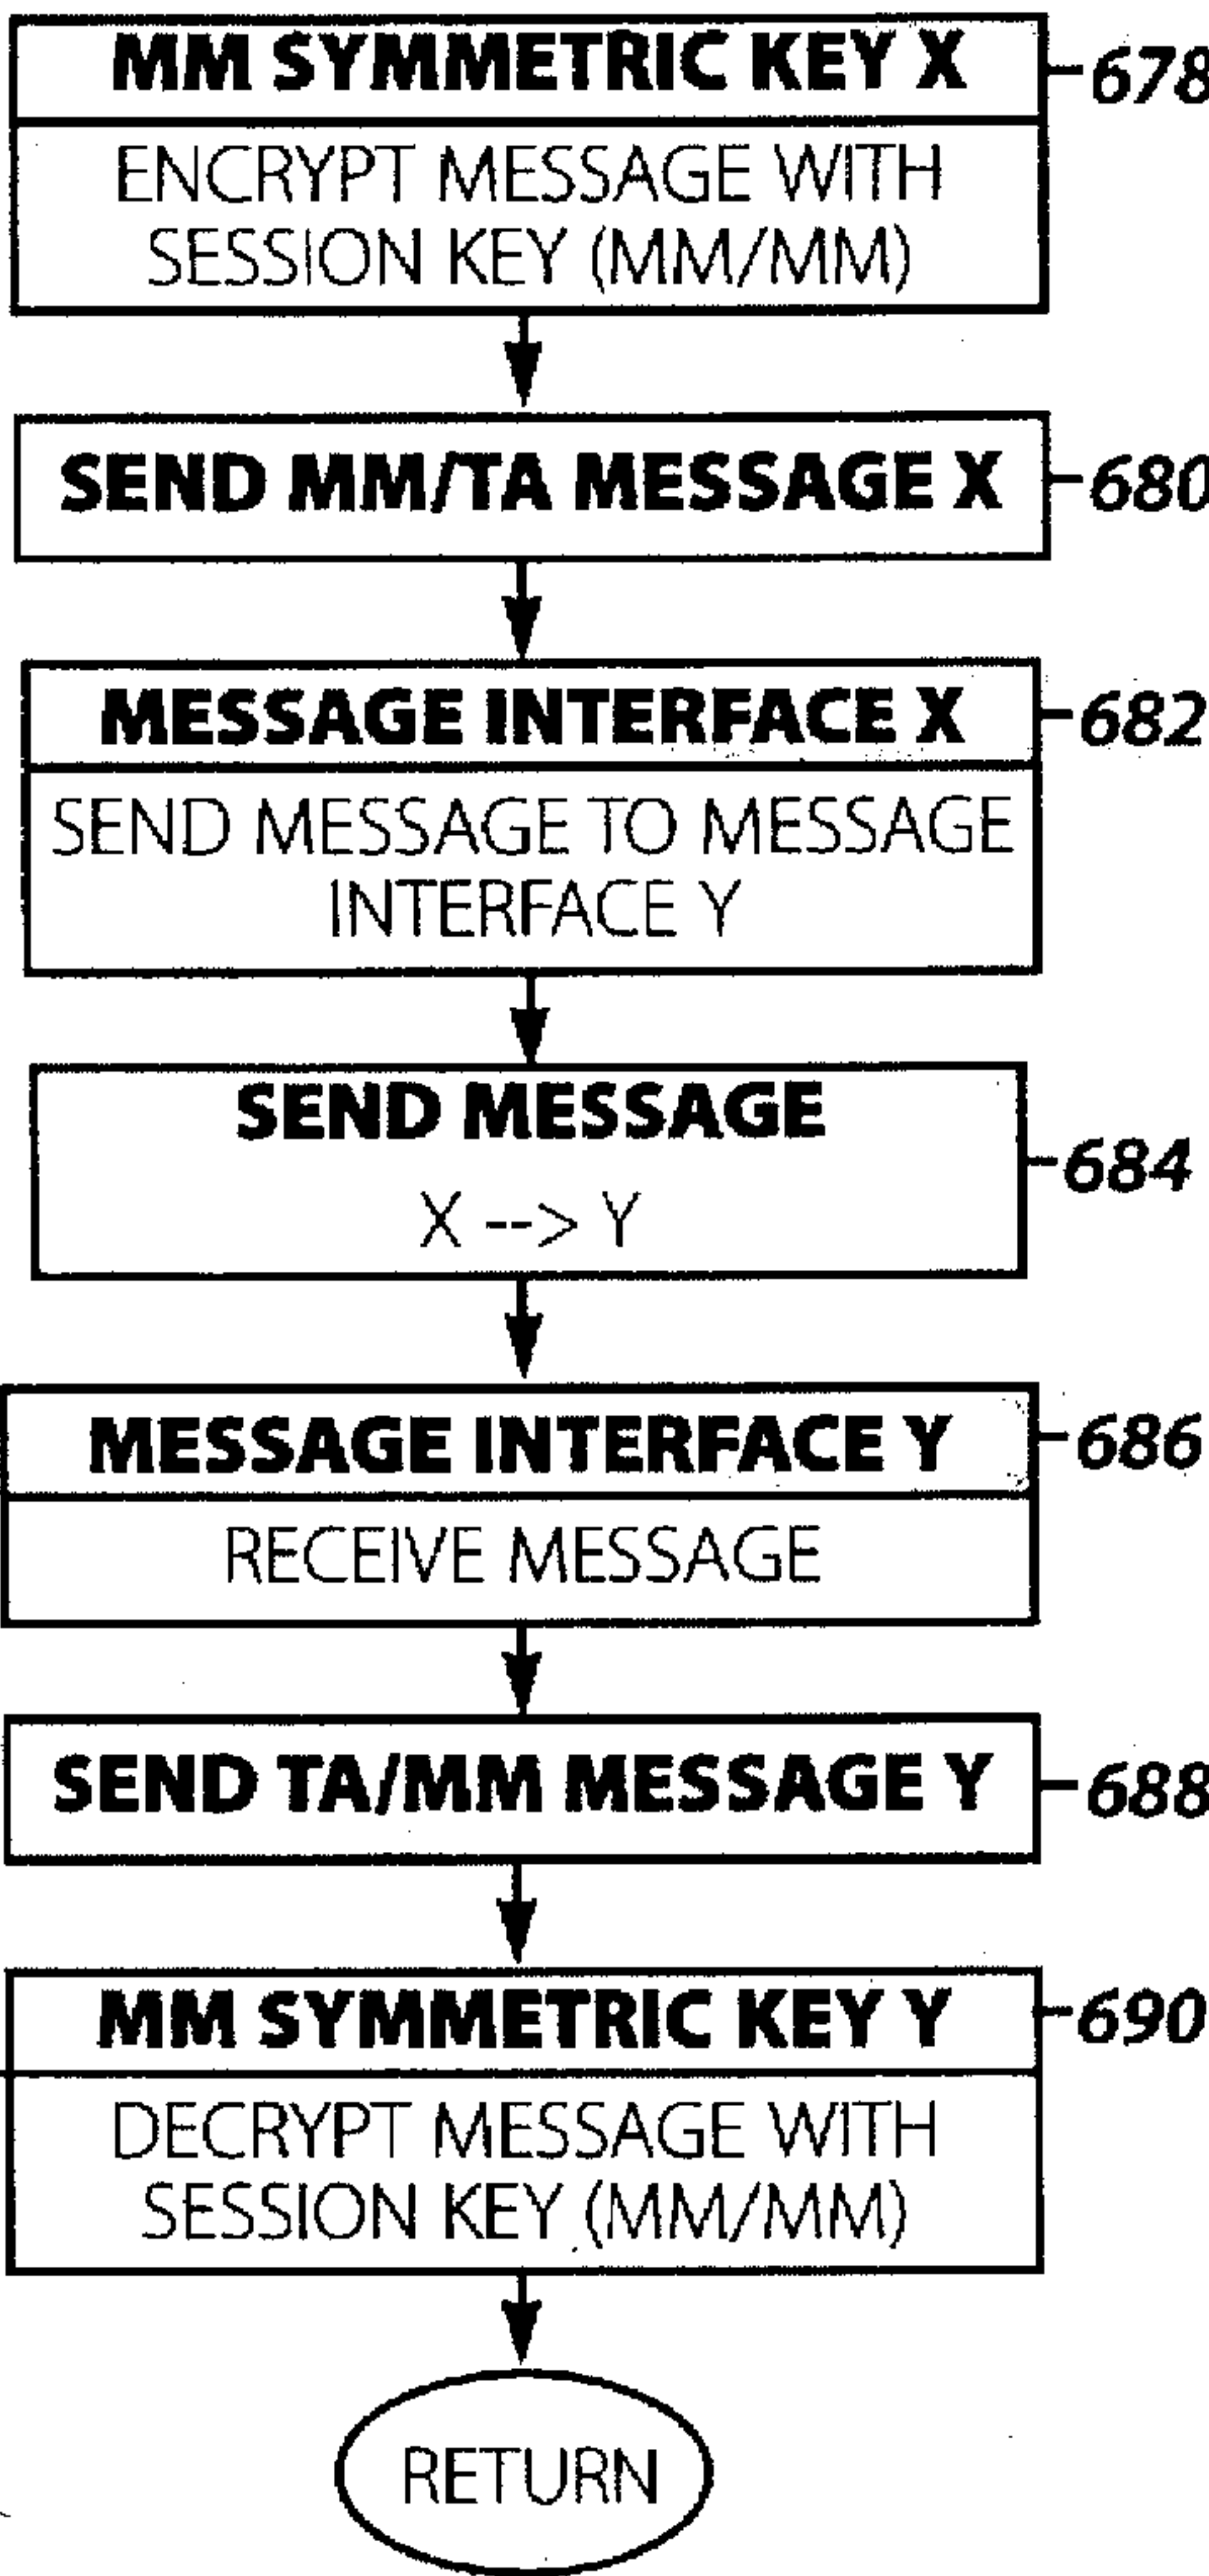 MM SYMMETRIC KEY X
678
ENCRYPT MESSAGE WITH
SESSION KEY (MM/MM)
SEND MM/TA MESSAGE X
680
MESSAGE INTERFACE X
682
SEND MESSAGE TO MESSAGE
INTERFACE Y
SEND MESSAGE
684
X --> Y
MESSAGE INTERFACE Y
686
RECEIVE MESSAGE
SEND TA/MM MESSAGE Y
688
MM SYMMETRIC KEY Y
690
DECRYPT MESSAGE WITH
SESSION KEY (MM/MM)
RETURN